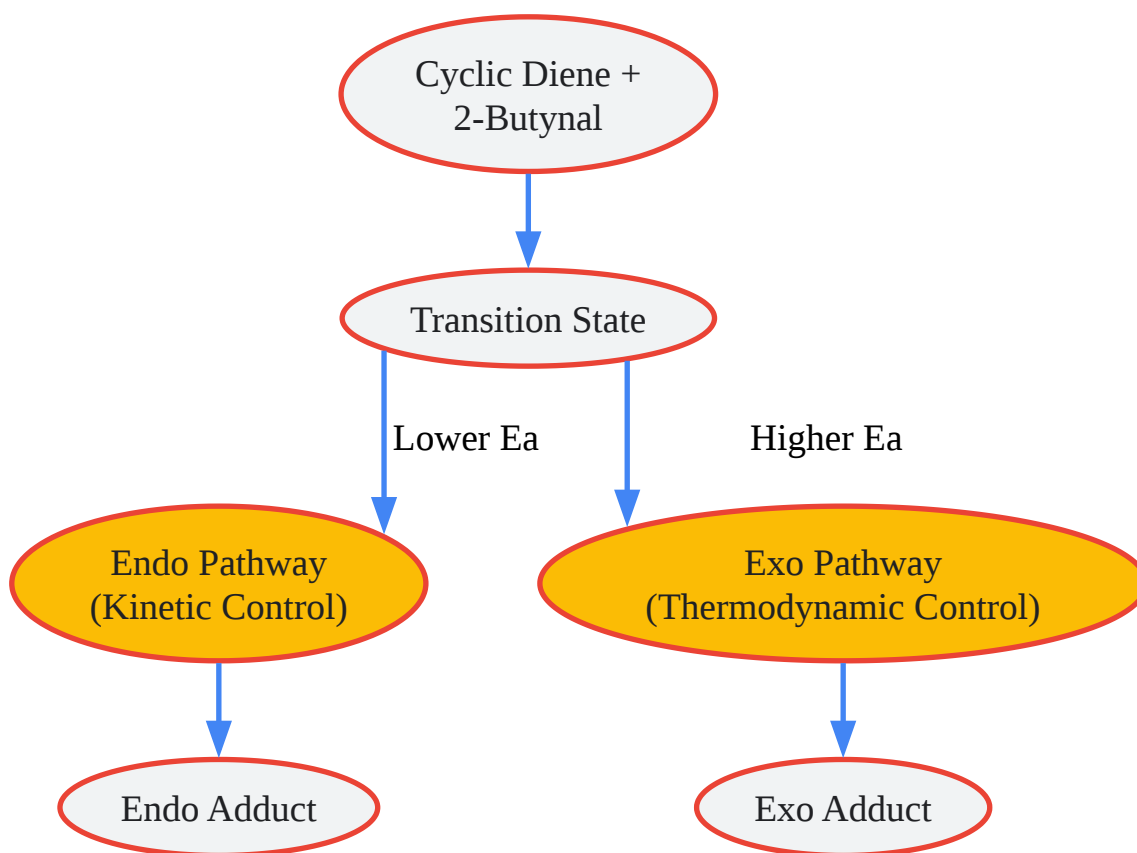 Cyclic Diene +
2-Butynal
Transition State
Lower Ea
Higher Ea
Endo Pathway
(Kinetic Control)
Exo Pathway
(Thermodynamic Control)
Endo Adduct
Exo Adduct